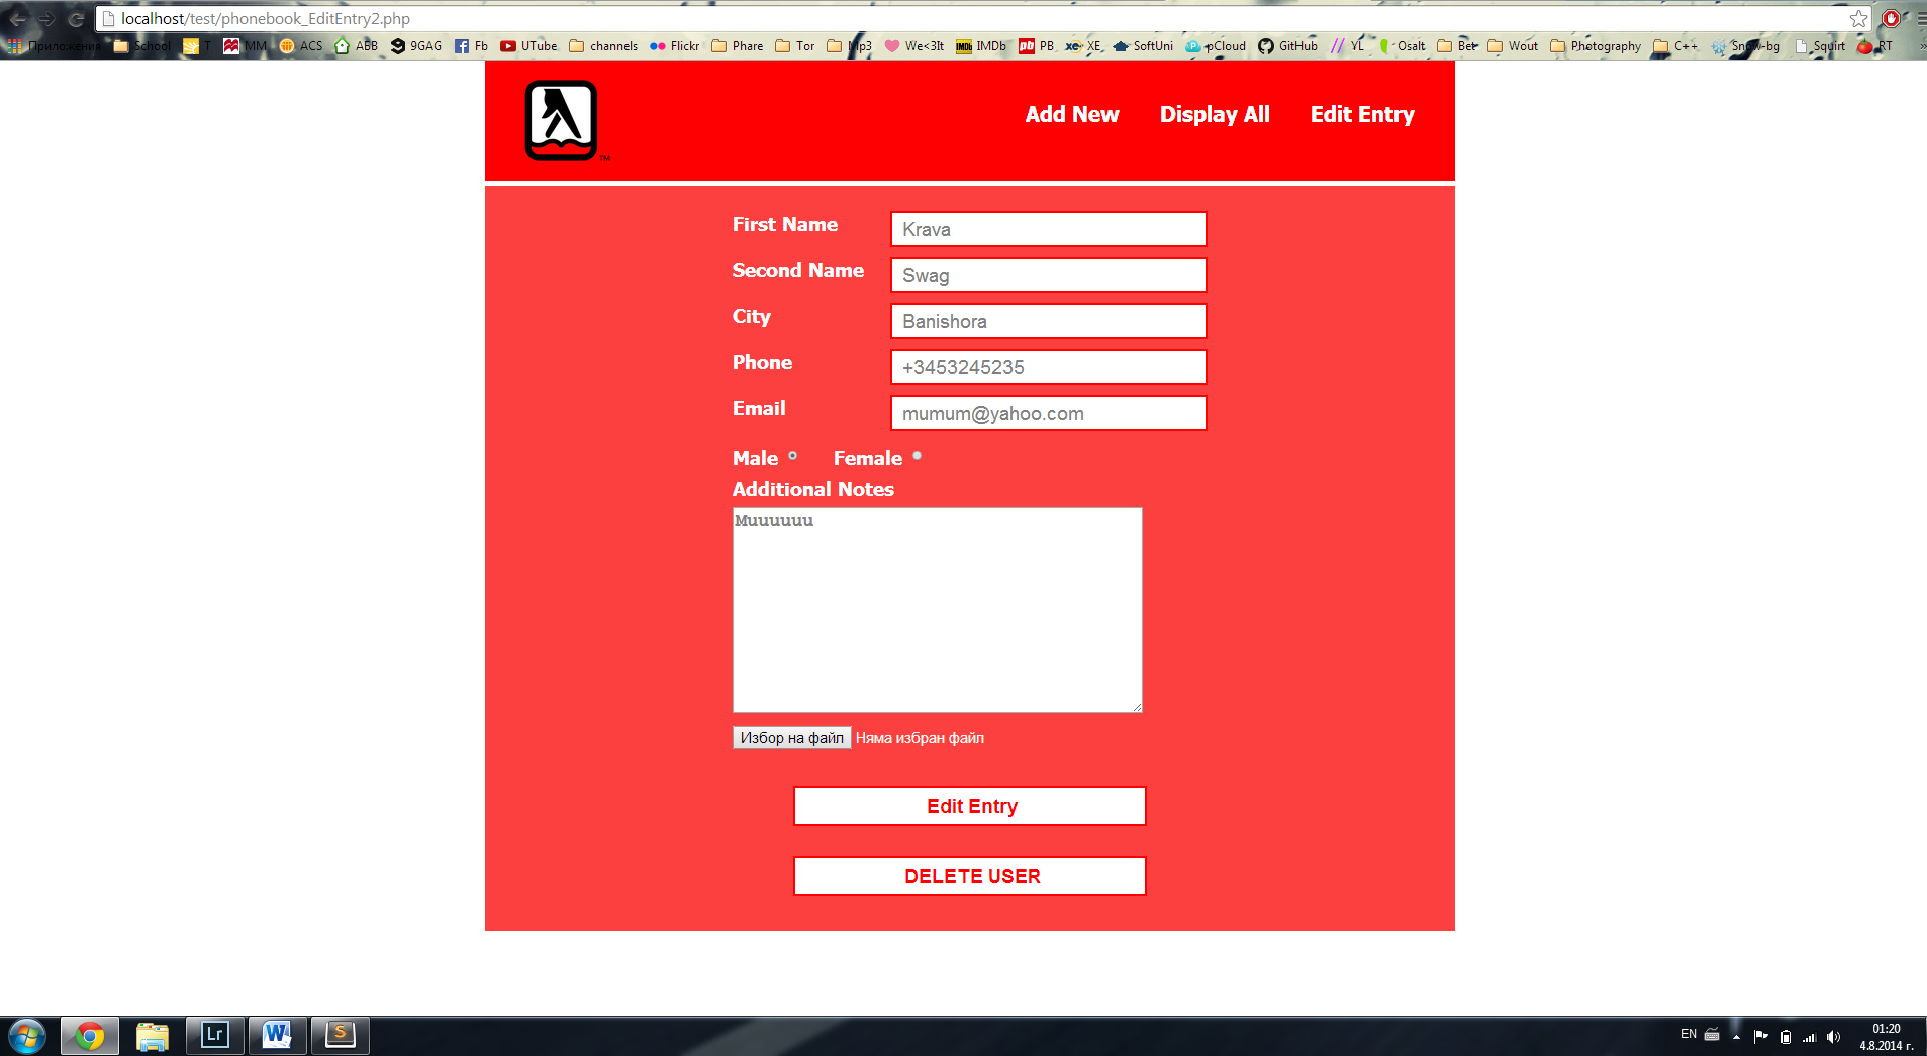 localhost/test/phonebook_EditEntry2.php
Приложения School T MM ACS ABB 9GAG Fb UTube channels Flickr Phare Tor Mp3 We<3It IMDb PB XE SoftUni pCloud GitHub YL Osalt Bet Wout Photography C++ Snow-bg Squirt RT »
Add New Display All Edit Entry
TM
First Name Krava
Second Name Swag
City Banishora
Phone +3453245235
Email mumum@yahoo.com
Male Female
Additional Notes
Muuuuuu
Избор на файл Няма избран файл
Edit Entry
DELETE USER
Lr W S EN 01:20
4.8.2014 г.